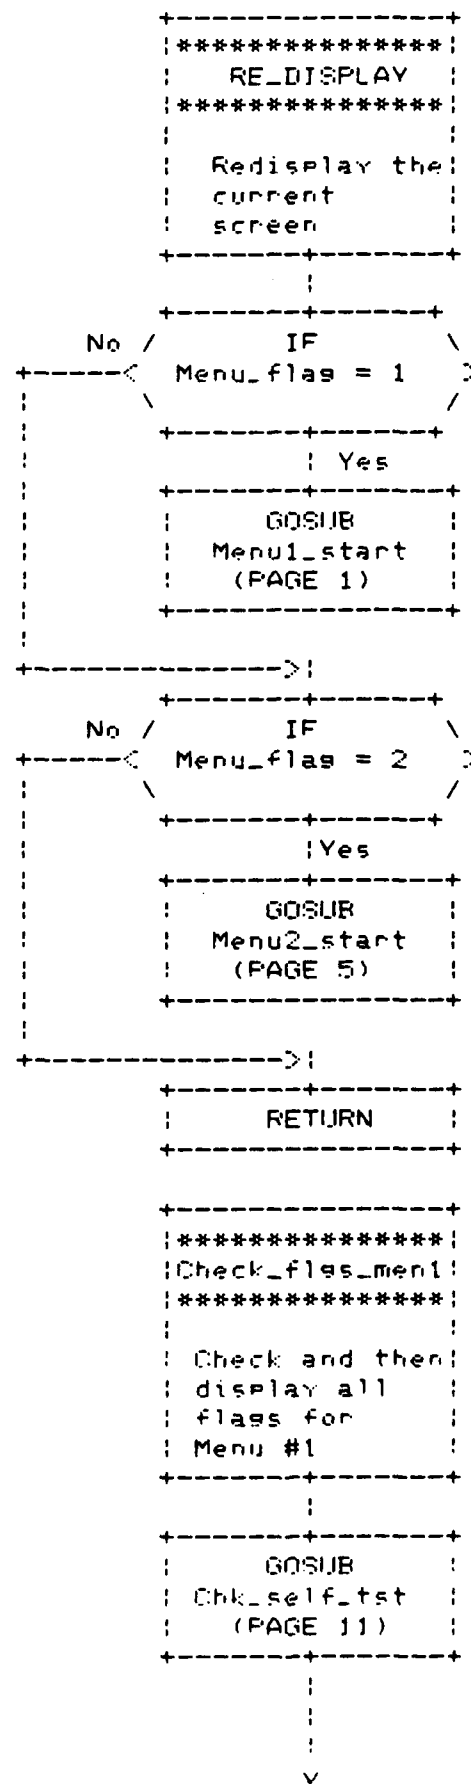 ***************
RE_DISPLAY
***************
Redisplay the
current
screen
No
IF
Menu_flag = 1
Yes
GOSUB
Menu1_start
(PAGE 1)
No
IF
Menu_flag = 2
Yes
GOSUB
Menu2_start
(PAGE 5)
RETURN
***************
Check_flgs_men1
***************
Check and then
display all
flags for
Menu #1
GOSUB
Chk_self_tst
(PAGE 11)